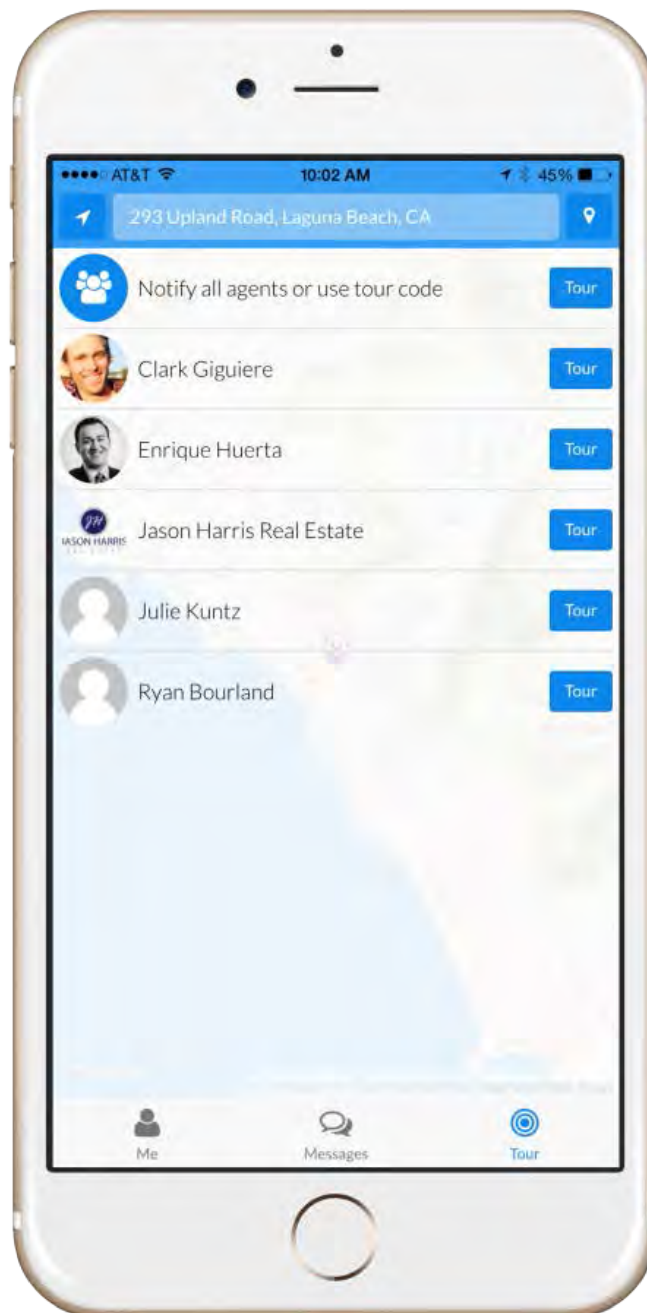 AT&T 10:02 AM 45%
293 Upland Road, Laguna Beach, CA
Notify all agents or use tour code Tour
Clark Giguiere Tour
Enrique Huerta Tour
JH
JASON HARRIS
Jason Harris Real Estate Tour
Julie Kuntz Tour
Ryan Bourland Tour
Me Messages Tour